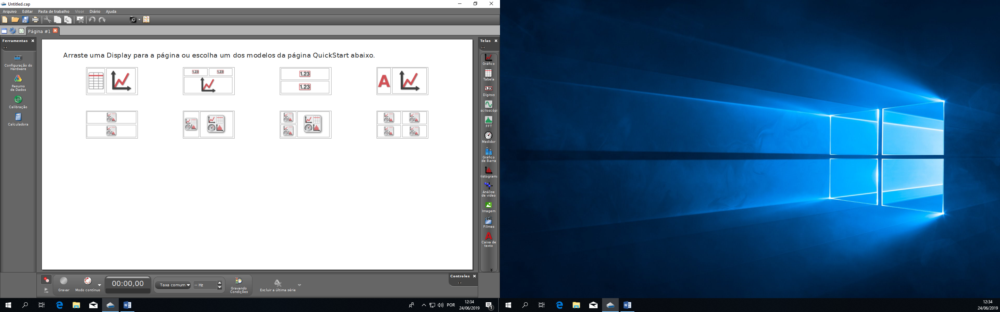 Untitled.cap
Arquivo Editar Pasta de trabalho Visor Diário Ajuda
Página #1
Ferramentas
Configuração do
Hardware
Resumo
de Dados
Calibração
Calculadora
Arraste uma Display para a página ou escolha um dos modelos da página QuickStart abaixo.
1.23 1.23
1.23
1.23
A
Telas
Gráfico
Tabela
1.23
Dígitos
sciloscópi
FFT
Medidor
Gráfico
de Barra
Histograma
Análise
de vídeo
Imagem
Filmes
A
Caixa de
texto
Gravar
Modo contínuo
00:00,00
Taxa comum
-- Hz
Gravando
Condições
Excluir a última série
Controles
POR
12:34
24/06/2019
1
12:34
24/06/2019